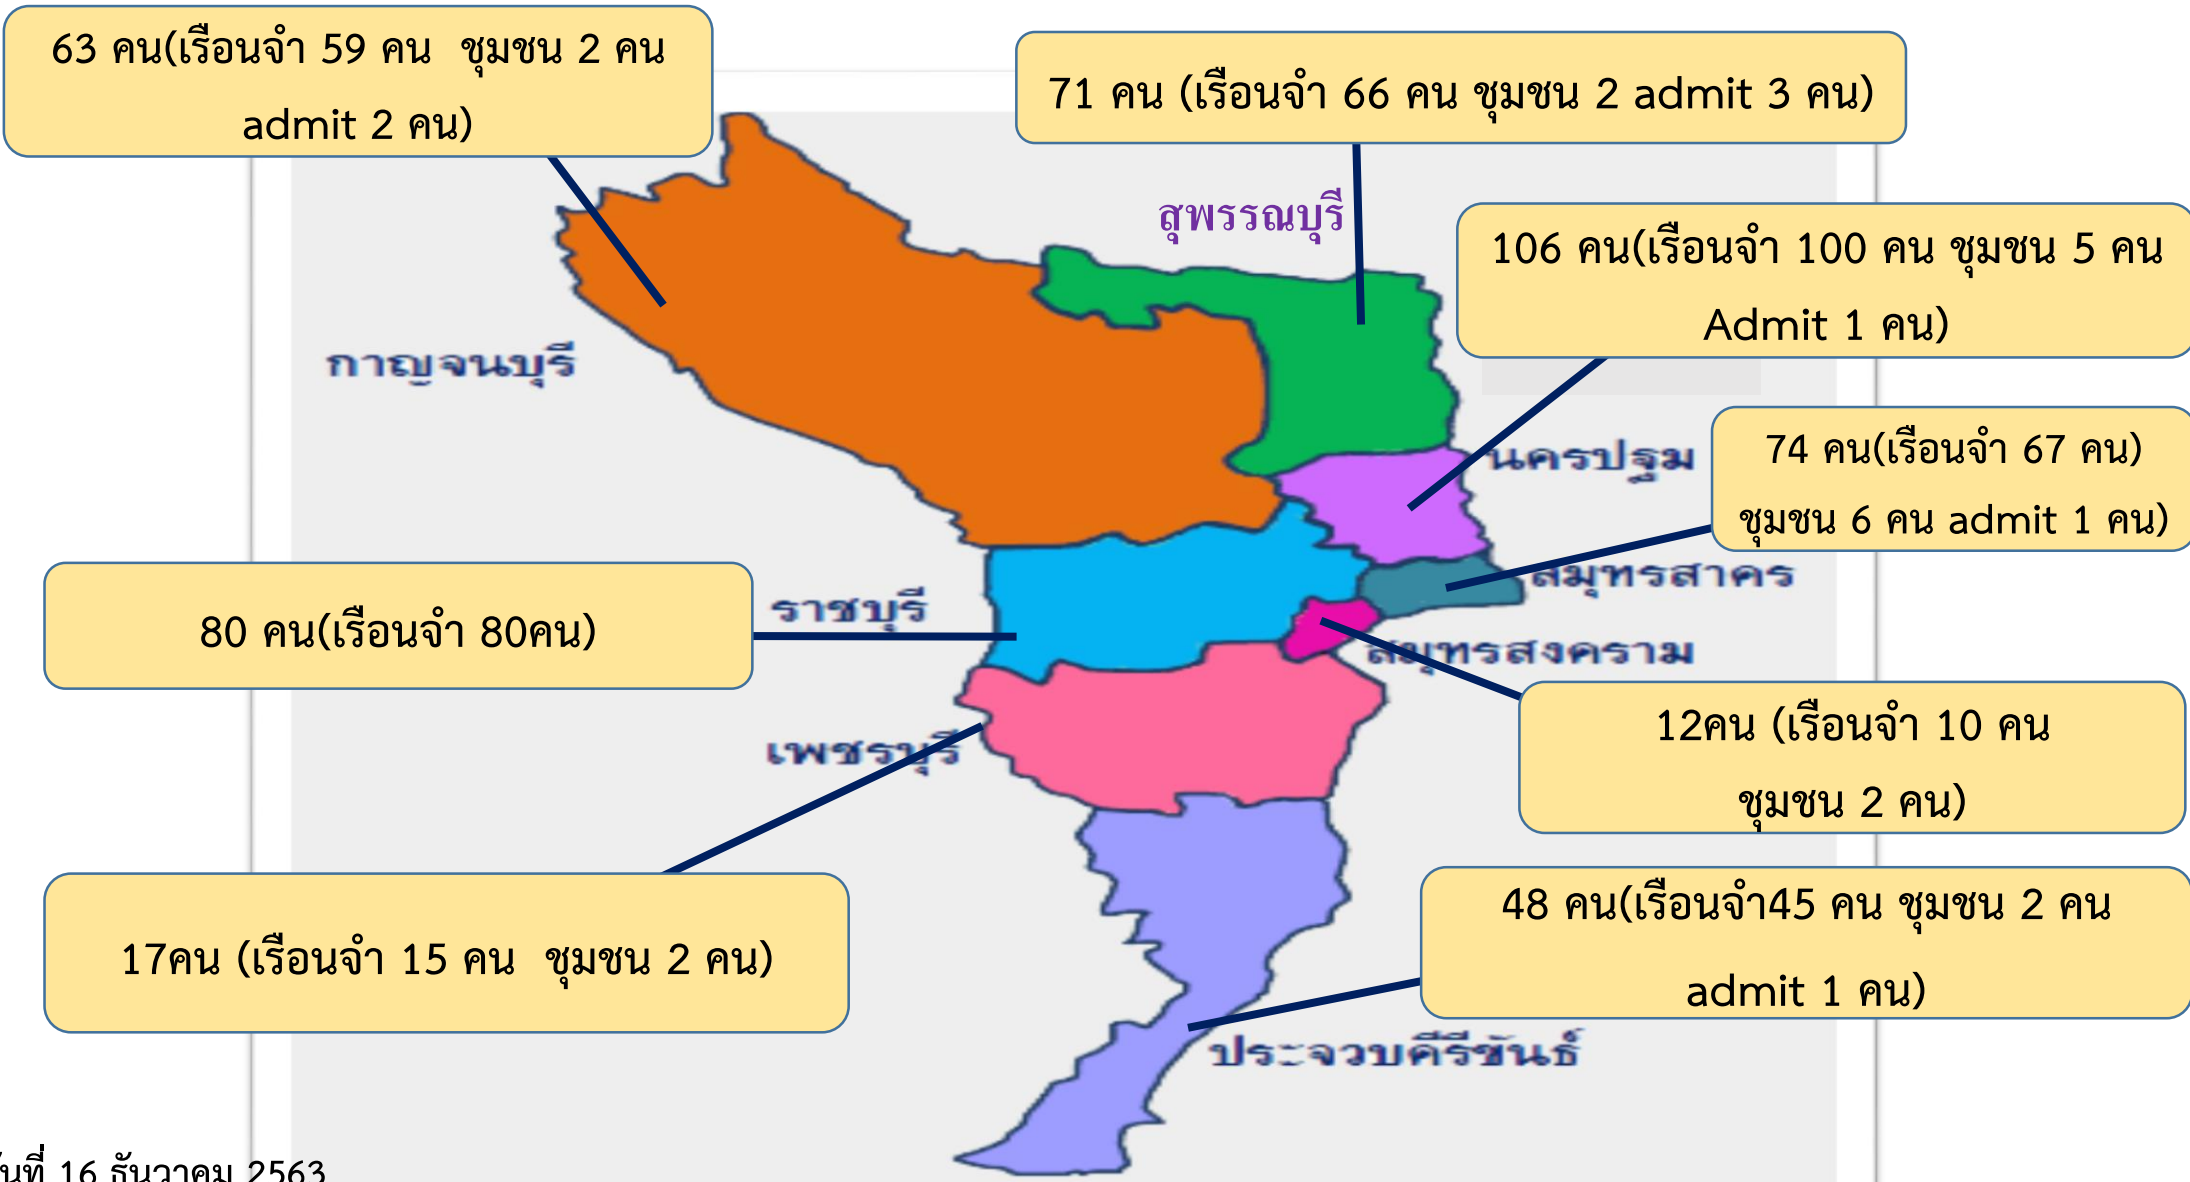 63 คน(เรือนจำ 59 คน  ชุมชน 2 คน
admit 2 คน)
71 คน (เรือนจำ 66 คน ชุมชน 2 admit 3 คน)
สุพรรณบุรี
106 คน(เรือนจำ 100 คน ชุมชน 5 คน
Admit 1 คน)
กาญจนบุรี
นครปฐม
74 คน(เรือนจำ 67 คน)
ชุมชน 6 คน admit 1 คน)
สมุทรสาคร
ราชบุรี
80 คน(เรือนจำ 80คน)
สมุทรสงคราม
12คน (เรือนจำ 10 คน
ชุมชน 2 คน)
เพชรบุรี
17คน (เรือนจำ 15 คน  ชุมชน 2 คน)
48 คน(เรือนจำ45 คน ชุมชน 2 คน
admit 1 คน)
ประจวบคีรีขันธ์
นที่ 16 ธันวาคม 2563